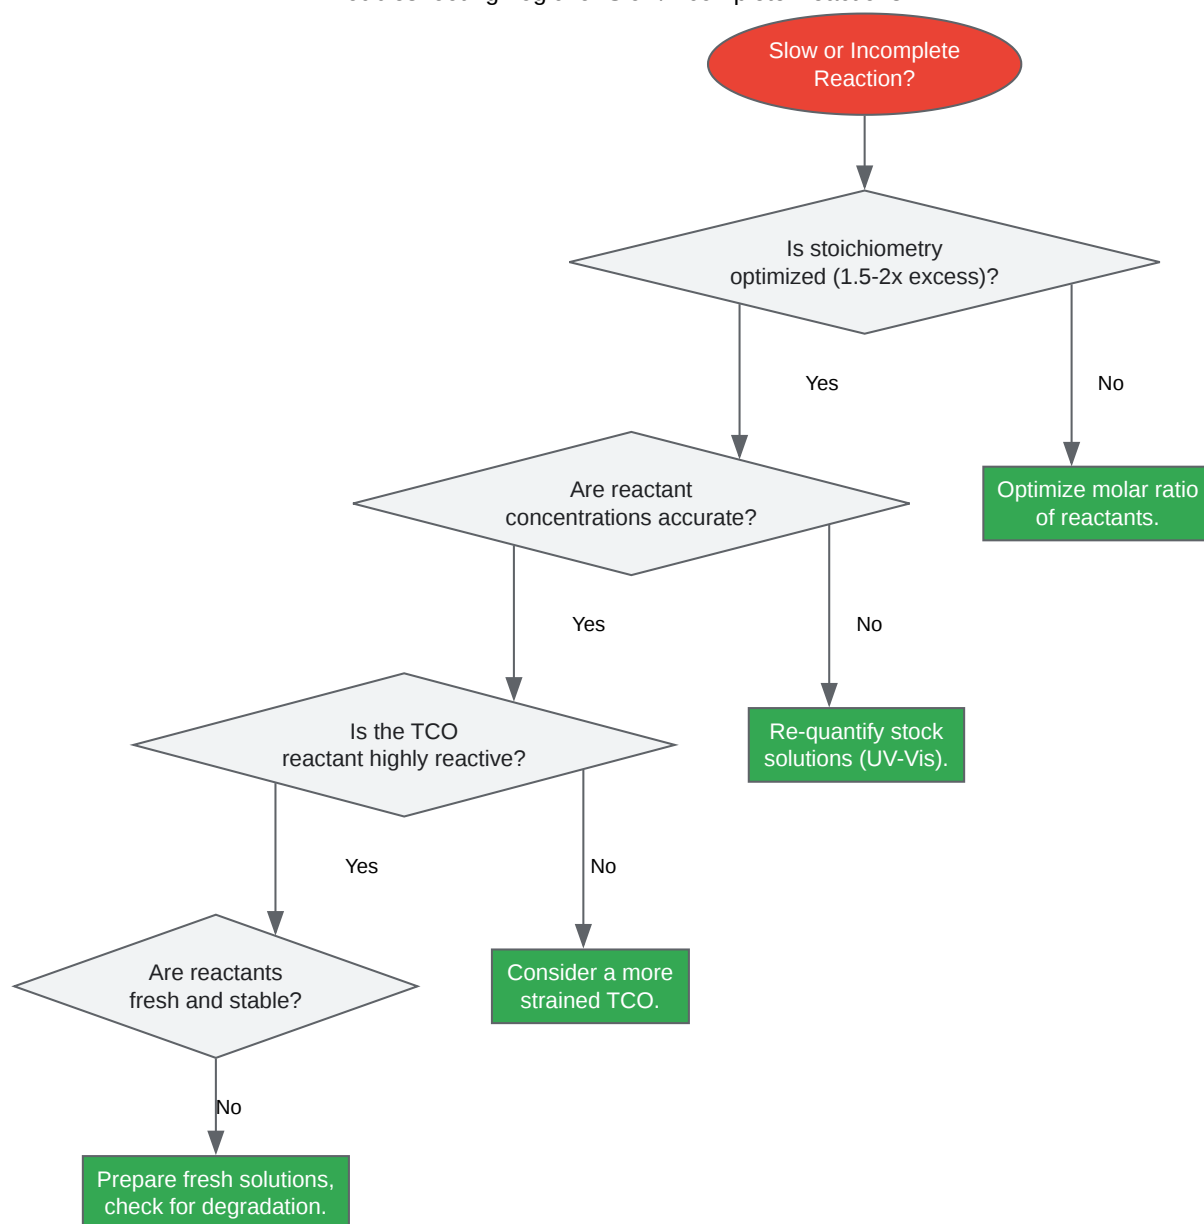 Slow or Incomplete
Reaction?
Is stoichiometry
optimized (1.5-2x excess)?
Yes
No
Are reactant
concentrations accurate?
Optimize molar ratio
of reactants.
Yes
No
Is the TCO
reactant highly reactive?
Re-quantify stock
solutions (UV-Vis).
Yes
No
Are reactants
fresh and stable?
Consider a more
strained TCO.
No
Prepare fresh solutions,
check for degradation.